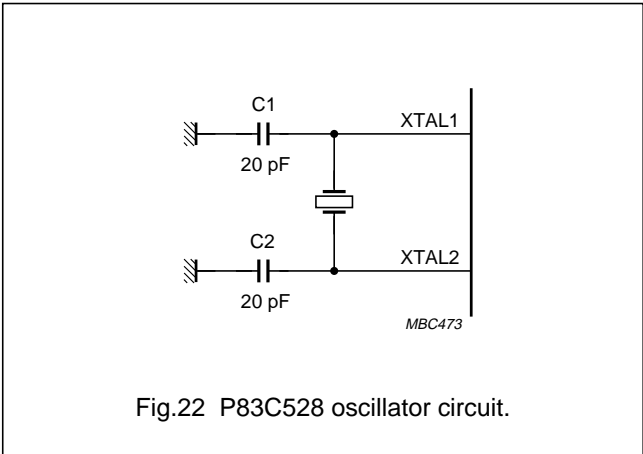 C1
XTAL1
20 pF
C2
XTAL2
20 pF
MBC473
Fig.22 P83C528 oscillator circuit.